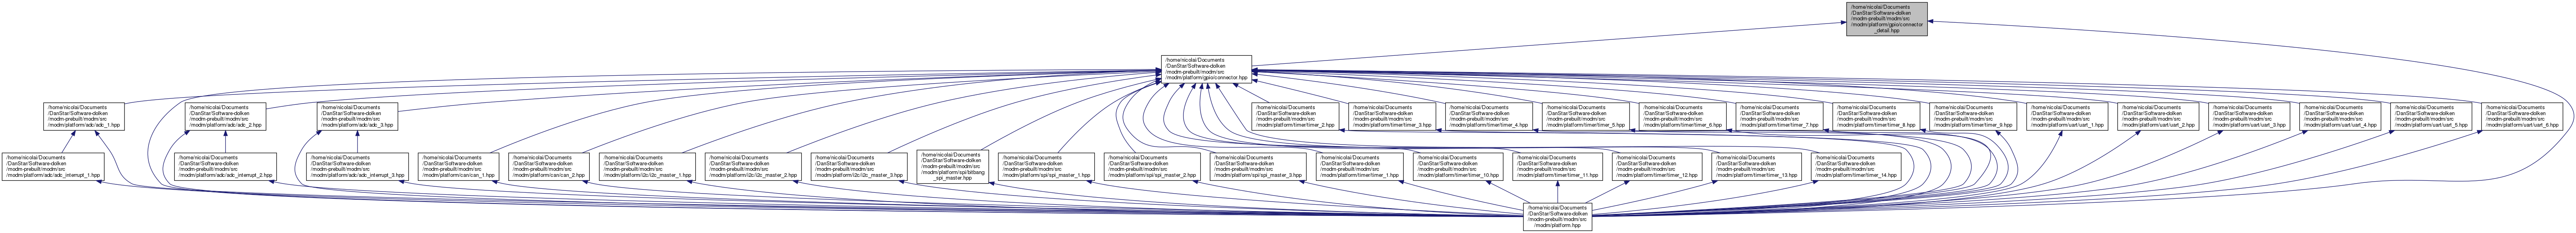 /home/nicolai/Documents
/DanStar/Software-dolken
/modm-prebuilt/modm/src
/modm/platform/gpio/connector
_detail.hpp
/home/nicolai/Documents
/DanStar/Software-dolken
/modm-prebuilt/modm/src
/modm/platform/gpio/connector.hpp
/home/nicolai/Documents
/DanStar/Software-dolken
/modm-prebuilt/modm/src
/modm/platform/adc/adc_1.hpp
/home/nicolai/Documents
/DanStar/Software-dolken
/modm-prebuilt/modm/src
/modm/platform/adc/adc_2.hpp
/home/nicolai/Documents
/DanStar/Software-dolken
/modm-prebuilt/modm/src
/modm/platform/adc/adc_3.hpp
/home/nicolai/Documents
/DanStar/Software-dolken
/modm-prebuilt/modm/src
/modm/platform/timer/timer_2.hpp
/home/nicolai/Documents
/DanStar/Software-dolken
/modm-prebuilt/modm/src
/modm/platform/timer/timer_3.hpp
/home/nicolai/Documents
/DanStar/Software-dolken
/modm-prebuilt/modm/src
/modm/platform/timer/timer_4.hpp
/home/nicolai/Documents
/DanStar/Software-dolken
/modm-prebuilt/modm/src
/modm/platform/timer/timer_5.hpp
/home/nicolai/Documents
/DanStar/Software-dolken
/modm-prebuilt/modm/src
/modm/platform/timer/timer_6.hpp
/home/nicolai/Documents
/DanStar/Software-dolken
/modm-prebuilt/modm/src
/modm/platform/timer/timer_7.hpp
/home/nicolai/Documents
/DanStar/Software-dolken
/modm-prebuilt/modm/src
/modm/platform/timer/timer_8.hpp
/home/nicolai/Documents
/DanStar/Software-dolken
/modm-prebuilt/modm/src
/modm/platform/timer/timer_9.hpp
/home/nicolai/Documents
/DanStar/Software-dolken
/modm-prebuilt/modm/src
/modm/platform/uart/uart_1.hpp
/home/nicolai/Documents
/DanStar/Software-dolken
/modm-prebuilt/modm/src
/modm/platform/uart/uart_2.hpp
/home/nicolai/Documents
/DanStar/Software-dolken
/modm-prebuilt/modm/src
/modm/platform/uart/uart_3.hpp
/home/nicolai/Documents
/DanStar/Software-dolken
/modm-prebuilt/modm/src
/modm/platform/uart/uart_4.hpp
/home/nicolai/Documents
/DanStar/Software-dolken
/modm-prebuilt/modm/src
/modm/platform/uart/uart_5.hpp
/home/nicolai/Documents
/DanStar/Software-dolken
/modm-prebuilt/modm/src
/modm/platform/uart/uart_6.hpp
/home/nicolai/Documents
/DanStar/Software-dolken
/modm-prebuilt/modm/src
/modm/platform/adc/adc_interrupt_1.hpp
/home/nicolai/Documents
/DanStar/Software-dolken
/modm-prebuilt/modm/src
/modm/platform/adc/adc_interrupt_2.hpp
/home/nicolai/Documents
/DanStar/Software-dolken
/modm-prebuilt/modm/src
/modm/platform/adc/adc_interrupt_3.hpp
/home/nicolai/Documents
/DanStar/Software-dolken
/modm-prebuilt/modm/src
/modm/platform/can/can_1.hpp
/home/nicolai/Documents
/DanStar/Software-dolken
/modm-prebuilt/modm/src
/modm/platform/can/can_2.hpp
/home/nicolai/Documents
/DanStar/Software-dolken
/modm-prebuilt/modm/src
/modm/platform/i2c/i2c_master_1.hpp
/home/nicolai/Documents
/DanStar/Software-dolken
/modm-prebuilt/modm/src
/modm/platform/i2c/i2c_master_2.hpp
/home/nicolai/Documents
/DanStar/Software-dolken
/modm-prebuilt/modm/src
/modm/platform/i2c/i2c_master_3.hpp
/home/nicolai/Documents
/DanStar/Software-dolken
/modm-prebuilt/modm/src
/modm/platform/spi/bitbang
_spi_master.hpp
/home/nicolai/Documents
/DanStar/Software-dolken
/modm-prebuilt/modm/src
/modm/platform/spi/spi_master_1.hpp
/home/nicolai/Documents
/DanStar/Software-dolken
/modm-prebuilt/modm/src
/modm/platform/spi/spi_master_2.hpp
/home/nicolai/Documents
/DanStar/Software-dolken
/modm-prebuilt/modm/src
/modm/platform/spi/spi_master_3.hpp
/home/nicolai/Documents
/DanStar/Software-dolken
/modm-prebuilt/modm/src
/modm/platform/timer/timer_1.hpp
/home/nicolai/Documents
/DanStar/Software-dolken
/modm-prebuilt/modm/src
/modm/platform/timer/timer_10.hpp
/home/nicolai/Documents
/DanStar/Software-dolken
/modm-prebuilt/modm/src
/modm/platform/timer/timer_11.hpp
/home/nicolai/Documents
/DanStar/Software-dolken
/modm-prebuilt/modm/src
/modm/platform/timer/timer_12.hpp
/home/nicolai/Documents
/DanStar/Software-dolken
/modm-prebuilt/modm/src
/modm/platform/timer/timer_13.hpp
/home/nicolai/Documents
/DanStar/Software-dolken
/modm-prebuilt/modm/src
/modm/platform/timer/timer_14.hpp
/home/nicolai/Documents
/DanStar/Software-dolken
/modm-prebuilt/modm/src
/modm/platform.hpp